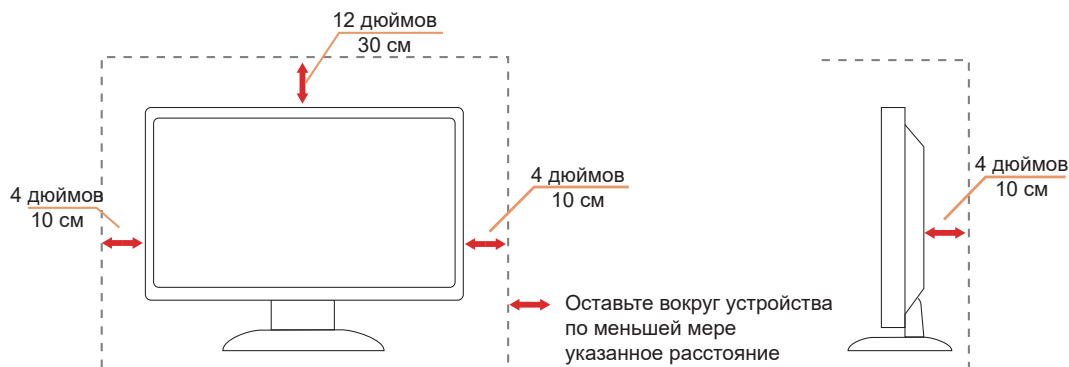 12 дюймов
30 см
4 дюймов
10 см
4 дюймов
10 см
4 дюймов
10 см
Оставьте вокруг устройства
по меньшей мере
указанное расстояние